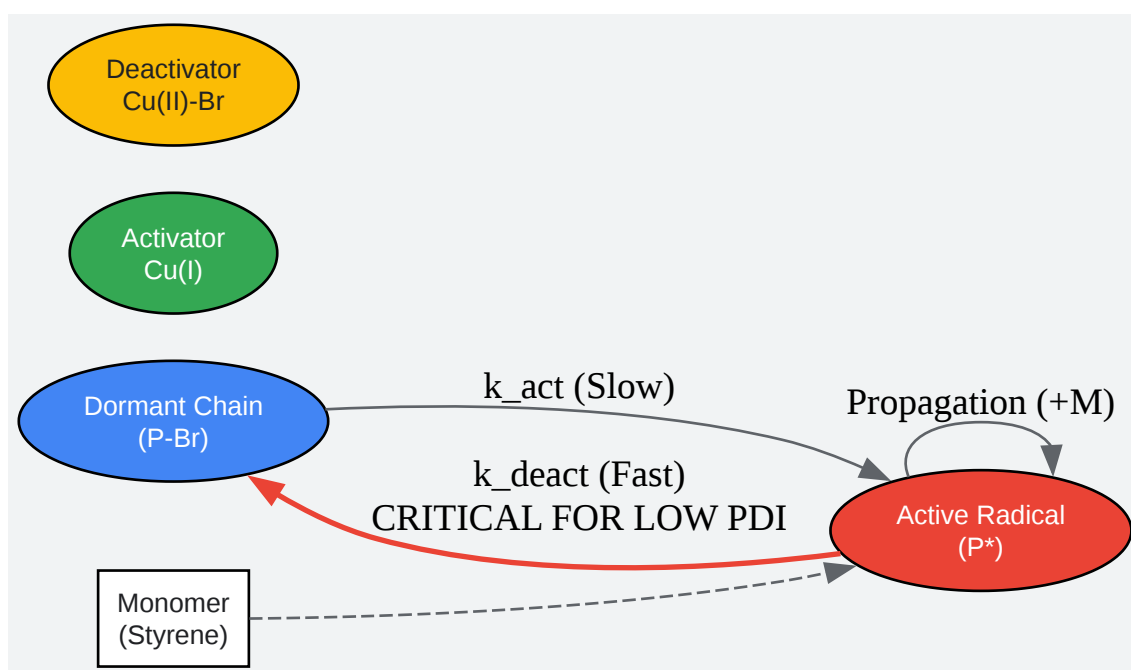 Deactivator
Cu(II)-Br
Activator
Cu(I)
Dormant Chain
(P-Br)
k_act (Slow)
Propagation (+M)
k_deact (Fast)
CRITICAL FOR LOW PDI
Active Radical
(P*)
Monomer
(Styrene)